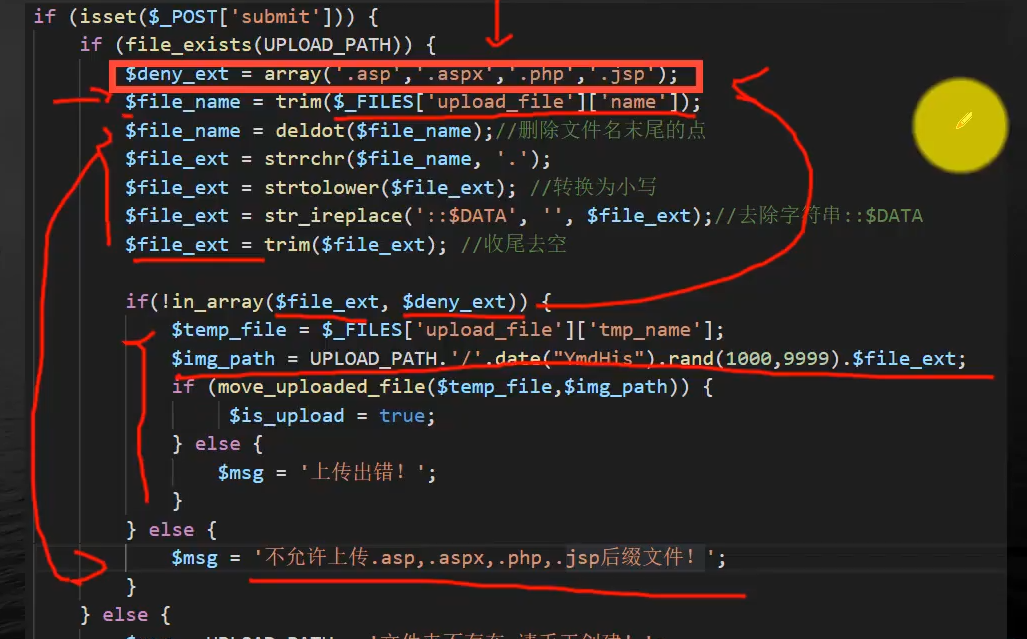 if (isset($_POST['submit'])) {
if (file_exists(UPLOAD_PATH)) {
$deny_ext = array('.asp','.aspx','.php','.jsp');
$file_name = trim($_FILES['upload_file']['name']);
$file_name = deldot($file_name);//删除文件名末尾的点
$file_ext = strrchr($file_name, '.');
$file_ext = strtolower($file_ext); //转换为小写
$file_ext = str_ireplace('::$DATA', '', $file_ext);//去除字符串::$DATA
$file_ext = trim($file_ext); //收尾去空
if(!in_array($file_ext, $deny_ext)) {
$temp_file = $_FILES['upload_file']['tmp_name'];
$img_path = UPLOAD_PATH.'/'.date("YmdHis").rand(1000,9999).$file_ext;
if (move_uploaded_file($temp_file,$img_path)) {
$is_upload = true;
} else {
$msg = '上传出错！';
}
} else {
$msg = '不允许上传.asp,.aspx,.php,.jsp后缀文件！';
}
} else {